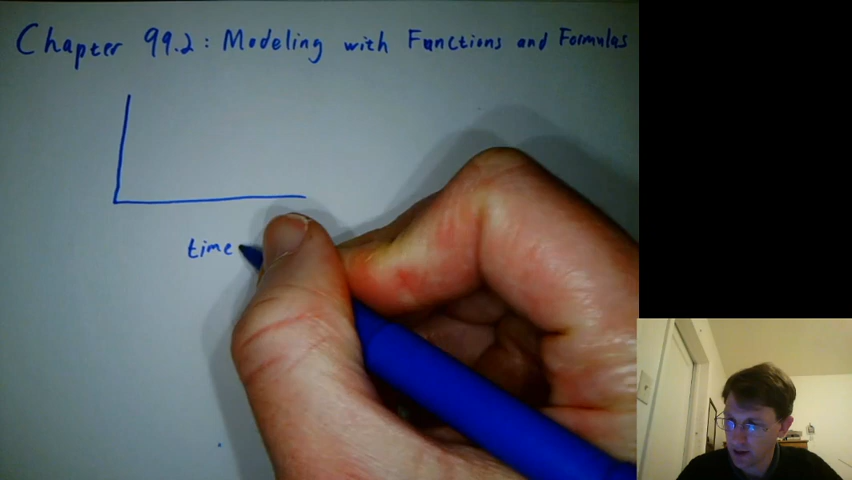 Chapter 99.2: Modeling with Functions and Formulas
time